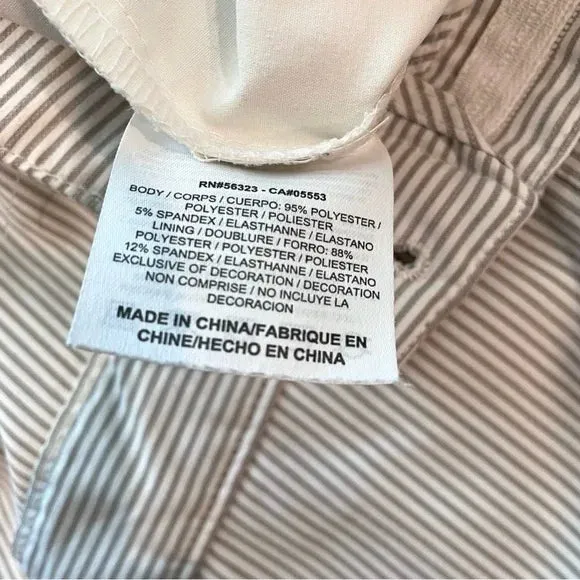 RN#56323 - CA#05553
BODY / CORPS / CUERPO: 95% POLYESTER /
POLYESTER / POLIESTER
5% SPANDEX / ELASTHANNE / ELASTANO
LINING / DOUBLURE / FORRO: 88%
POLYESTER / POLYESTER / POLIESTER
12% SPANDEX / ELASTHANNE / ELASTANO
EXCLUSIVE OF DECORATION / DECORATION
NON COMPRISE / NO INCLUYE LA
DECORACION
MADE IN CHINA/FABRIQUE EN
CHINE/HECHO EN CHINA